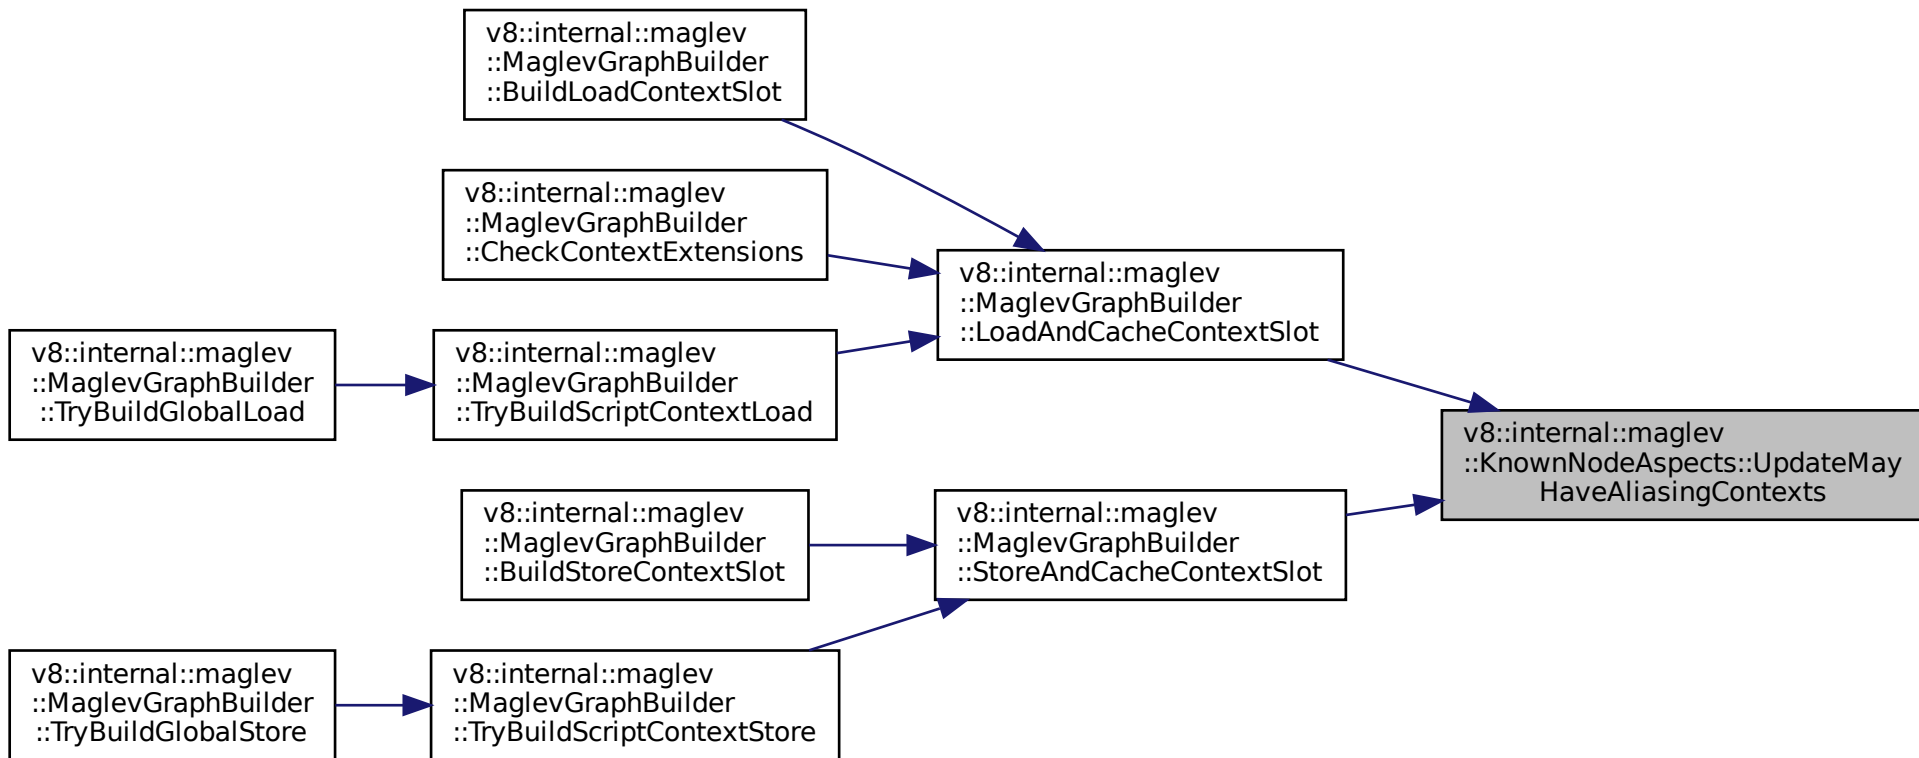 v8::internal::maglev
::MaglevGraphBuilder
::BuildLoadContextSlot
v8::internal::maglev
::MaglevGraphBuilder
::CheckContextExtensions
v8::internal::maglev
::MaglevGraphBuilder
::LoadAndCacheContextSlot
v8::internal::maglev
::MaglevGraphBuilder
::TryBuildGlobalLoad
v8::internal::maglev
::MaglevGraphBuilder
::TryBuildScriptContextLoad
v8::internal::maglev
::KnownNodeAspects::UpdateMay
HaveAliasingContexts
v8::internal::maglev
::MaglevGraphBuilder
::BuildStoreContextSlot
v8::internal::maglev
::MaglevGraphBuilder
::StoreAndCacheContextSlot
v8::internal::maglev
::MaglevGraphBuilder
::TryBuildGlobalStore
v8::internal::maglev
::MaglevGraphBuilder
::TryBuildScriptContextStore